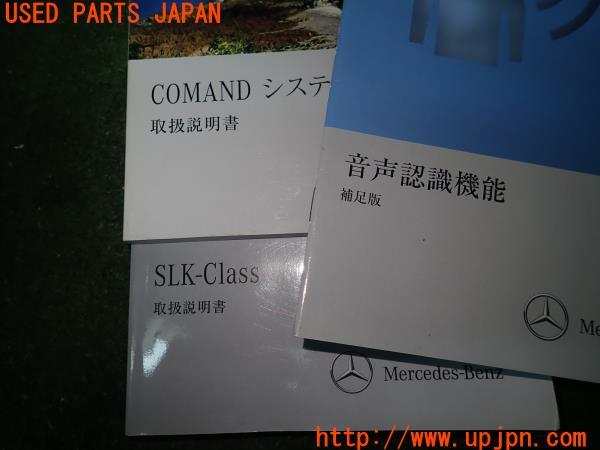 USED PARTS JAPAN
COMAND システ
取扱説明書
音声認識機能
補足版
SLK-Class
取扱説明書
Mercedes-Benz
http://www.upjpn.com